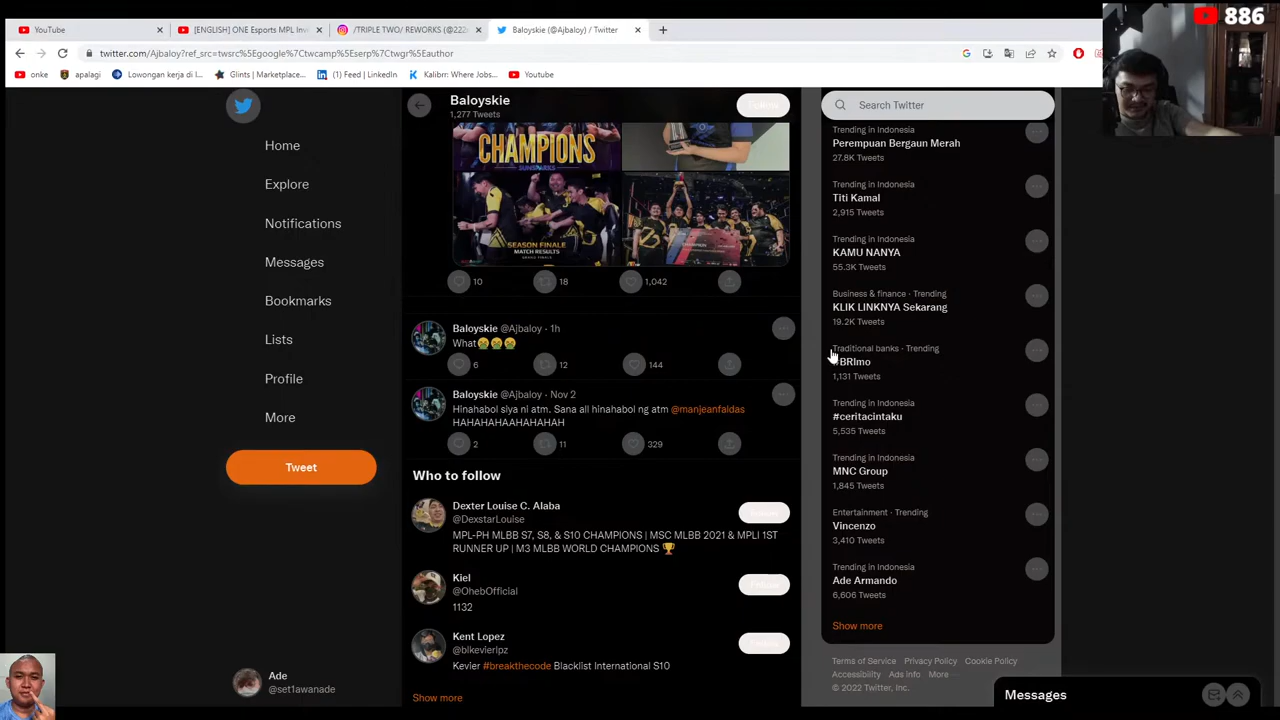 YouTube
[ENGLISH] ONE Esports MPL Inv
/TRIPLE TWO/ REWORKS (@222
Baloyskie (@Ajbaloy) / Twitter
886
twitter.com/Ajbaloy?ref_src=twsrc%5Egoogle%7Ctwcamp%5Eserp%7Ctwgr%5Eauthor
onke
apalagi
Lowongan kerja di I...
Glints | Marketplace...
(1) Feed | LinkedIn
Kalibrr: Where Jobs...
Youtube
Home
Explore
Notifications
Messages
Bookmarks
Lists
Profile
More
Tweet
Ade
@set1awanade
Baloyskie
1,277 Tweets
CHAMPIONS
SEASON FINALE
MATCH RESULTS
10
18
1,042
Baloyskie @Ajbaloy · 1h
What🤮🤮🤮
6
12
144
Baloyskie @Ajbaloy · Nov 2
Hinahabol siya ni atm. Sana all hinahabol ng atm @manjeanfaldas
HAHAHAHAAHAHAHAH
2
11
329
Who to follow
Dexter Louise C. Alaba
@DexstarLouise
MPL-PH MLBB S7, S8, & S10 CHAMPIONS | MSC MLBB 2021 & MPLI 1ST
RUNNER UP | M3 MLBB WORLD CHAMPIONS 🏆
Kiel
@OhebOfficial
1132
Kent Lopez
@blkevierlpz
Kevier #breakthecode Blacklist International S10
Show more
Search Twitter
Trending in Indonesia
Perempuan Bergaun Merah
27.8K Tweets
Trending in Indonesia
Titi Kamal
2,915 Tweets
Trending in Indonesia
KAMU NANYA
55.3K Tweets
Business & finance · Trending
KLIK LINKNYA Sekarang
19.2K Tweets
Traditional banks · Trending
#BRImo
1,131 Tweets
Trending in Indonesia
#ceritacintaku
5,535 Tweets
Trending in Indonesia
MNC Group
1,845 Tweets
Entertainment · Trending
Vincenzo
3,410 Tweets
Trending in Indonesia
Ade Armando
6,606 Tweets
Show more
Terms of Service Privacy Policy Cookie Policy
Accessibility Ads info More ···
© 2022 Twitter, Inc.
Messages